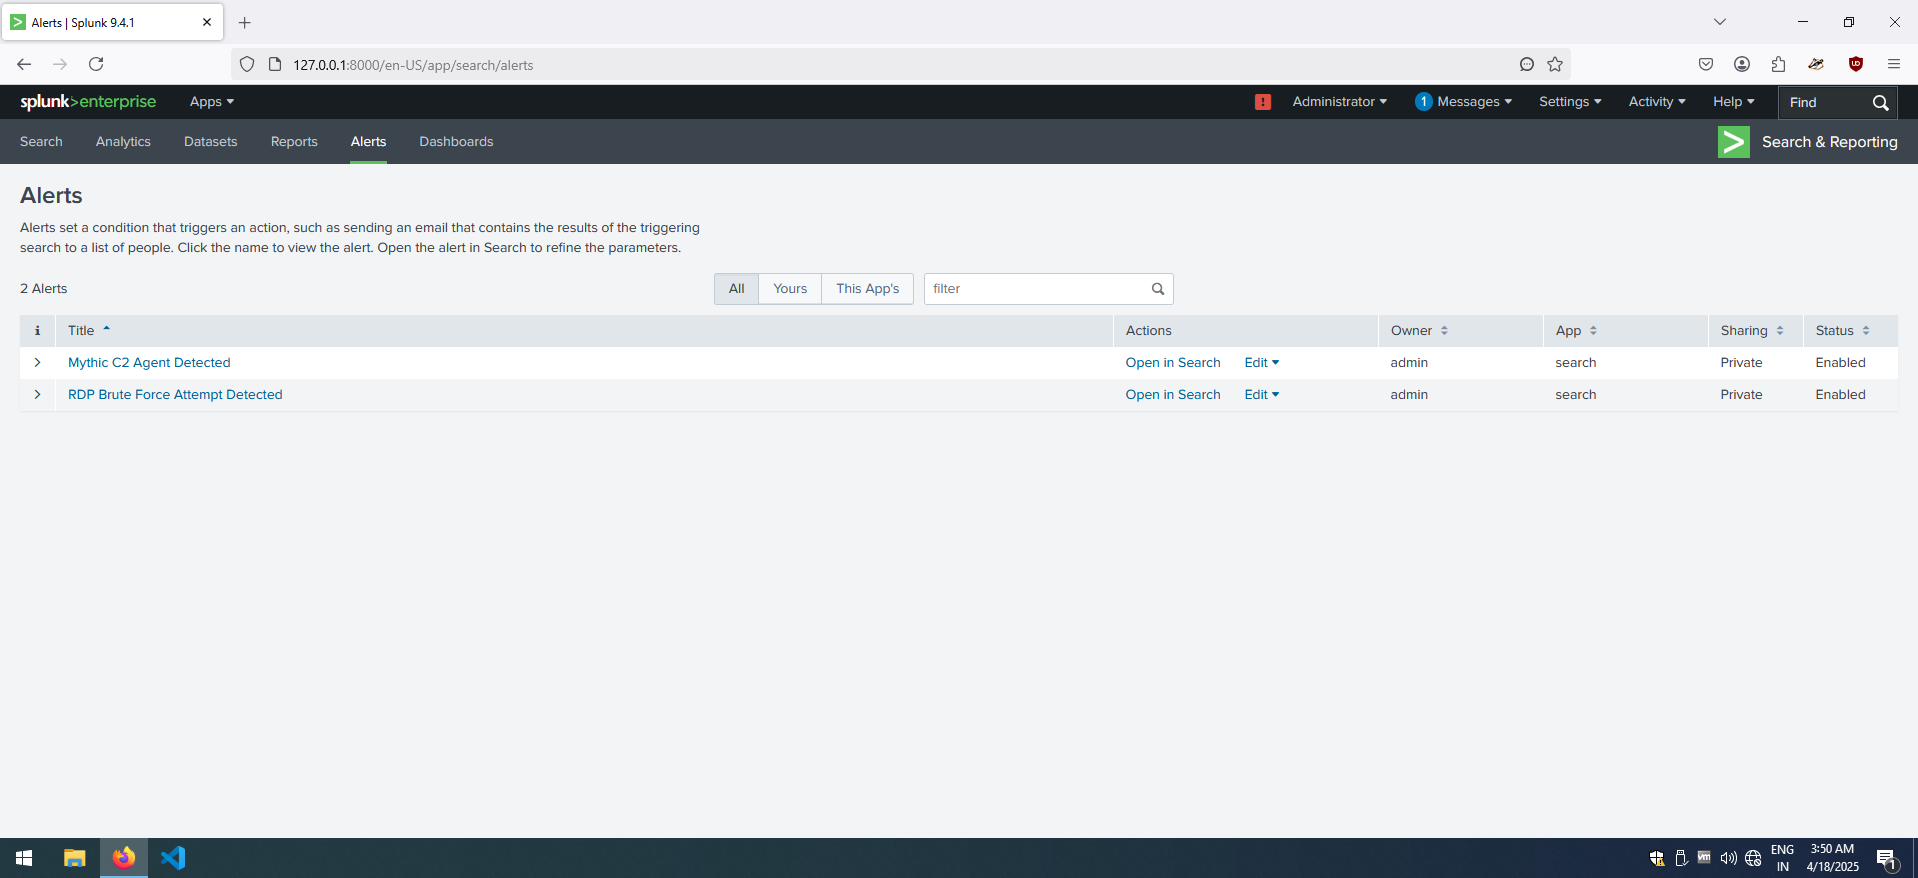 Alerts | Splunk 9.4.1
127.0.0.1:8000/en-US/app/search/alerts
splunk>enterprise Apps Administrator 1 Messages Settings Activity Help Find
Search Analytics Datasets Reports Alerts Dashboards Search & Reporting
Alerts
Alerts set a condition that triggers an action, such as sending an email that contains the results of the triggering
search to a list of people. Click the name to view the alert. Open the alert in Search to refine the parameters.
2 Alerts All Yours This App's filter
i Title Actions Owner App Sharing Status
Mythic C2 Agent Detected Open in Search Edit admin search Private Enabled
RDP Brute Force Attempt Detected Open in Search Edit admin search Private Enabled
ENG 3:50 AM
IN 4/18/2025 1